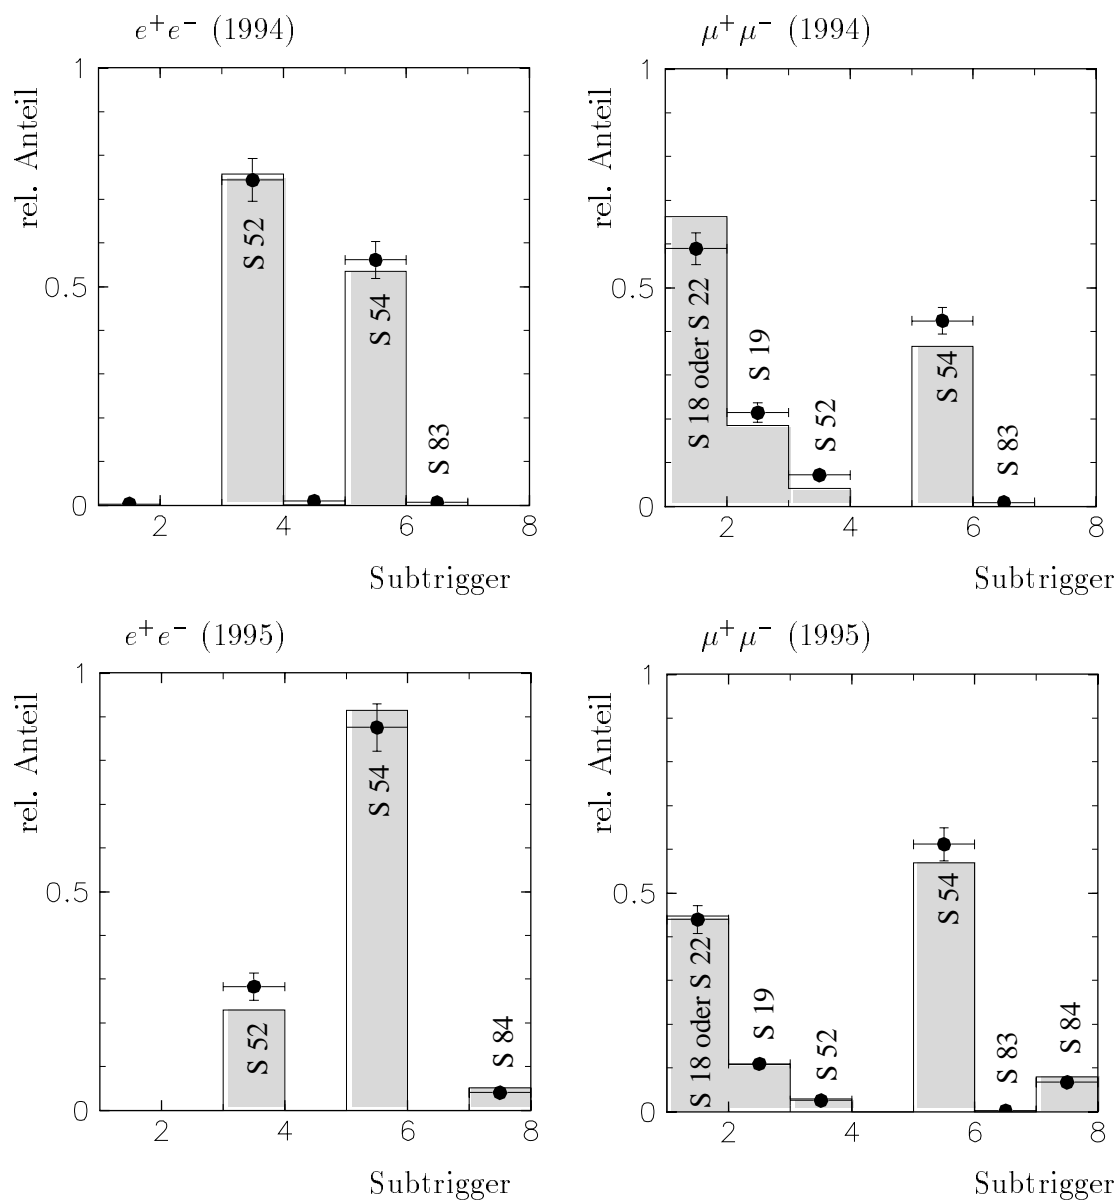 e⁺e⁻ (1994)
1
rel. Anteil
0.5
0
S 52
S 54
S 83
2 4 6 8
Subtrigger
μ⁺μ⁻ (1994)
1
rel. Anteil
0.5
0
S 18 oder S 22
S 19
S 52
S 54
S 83
2 4 6 8
Subtrigger
e⁺e⁻ (1995)
1
rel. Anteil
0.5
0
S 52
S 54
S 84
2 4 6 8
Subtrigger
μ⁺μ⁻ (1995)
1
rel. Anteil
0.5
0
S 18 oder S 22
S 19
S 52
S 54
S 83
S 84
2 4 6 8
Subtrigger